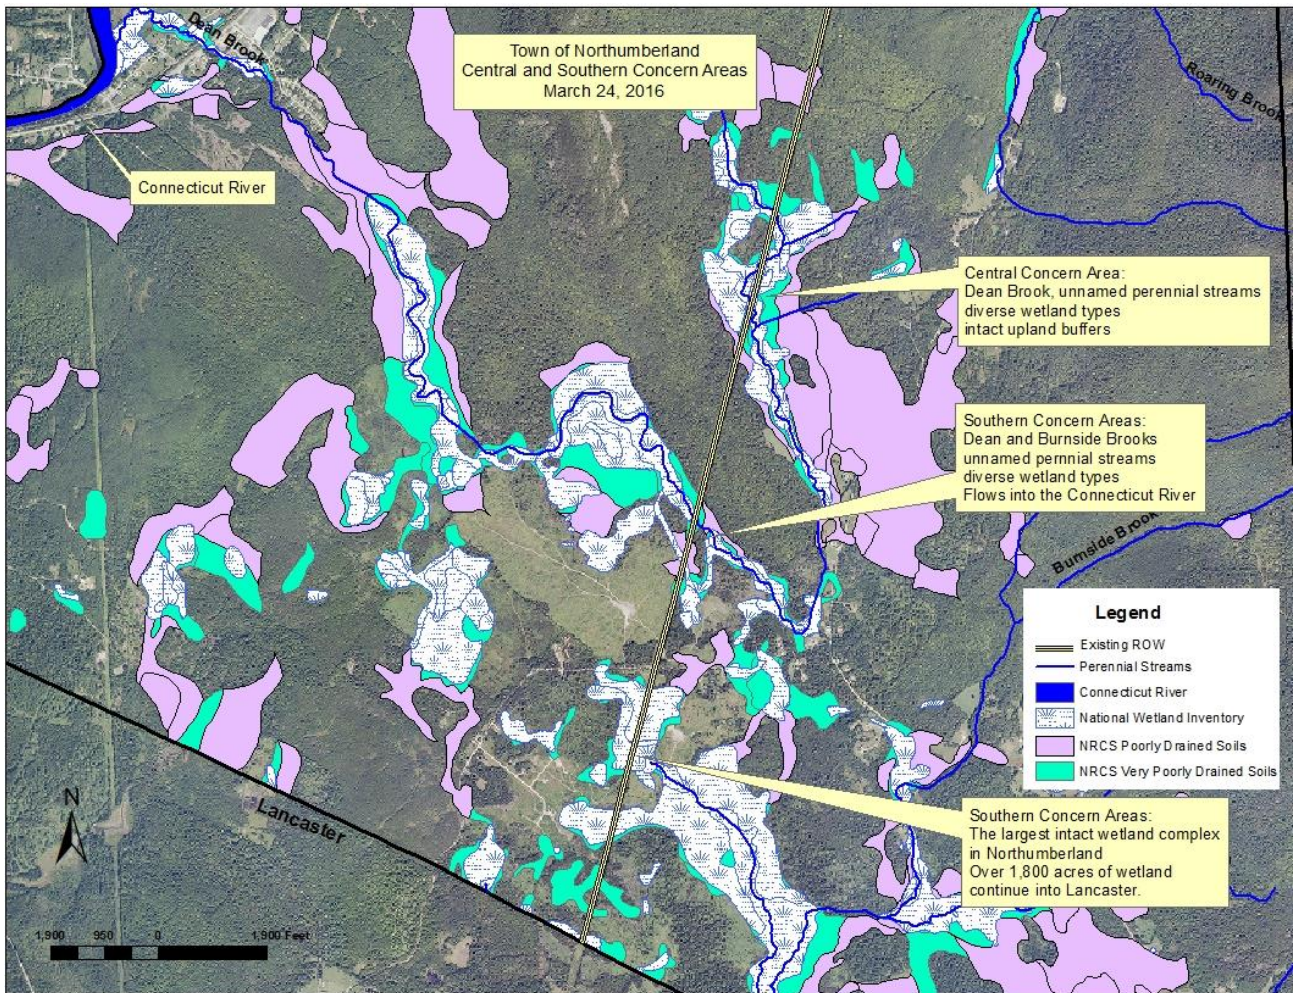 Dean Brook
Town of Northumberland
Central and Southern Concern Areas
March 24, 2016
Roaring Brook
Connecticut River
Central Concern Area:
Dean Brook, unnamed perennial streams
diverse wetland types
intact upland buffers
Southern Concern Areas:
Dean and Burnside Brooks
unnamed pernnial streams
diverse wetland types
Flows into the Connecticut River
Burnside Brook
Legend
Existing ROW
Perennial Streams
Connecticut River
National Wetland Inventory
NRCS Poorly Drained Soils
NRCS Very Poorly Drained Soils
N
Lancaster
Southern Concern Areas:
The largest intact wetland complex
in Northumberland
Over 1,800 acres of wetland
continue into Lancaster.
1,900 950 0 1,900 Feet